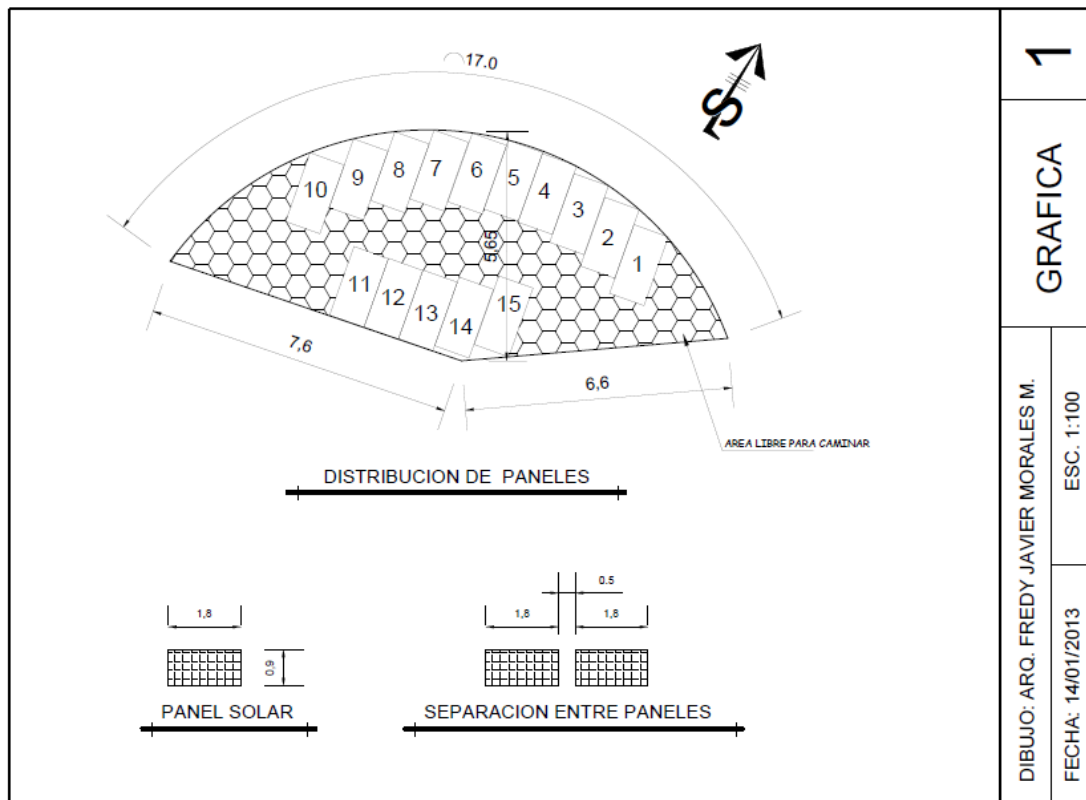 17.0
S
10
9
8
7
6
5
4
3
2
1
5,65
11
12
13
14
15
7,6
6,6
AREA LIBRE PARA CAMINAR
DISTRIBUCION DE PANELES
1,8
0,9
PANEL SOLAR
0.5
1,8
1,8
SEPARACION ENTRE PANELES
1
GRAFICA
DIBUJO: ARQ. FREDY JAVIER MORALES M.
ESC. 1:100
FECHA: 14/01/2013